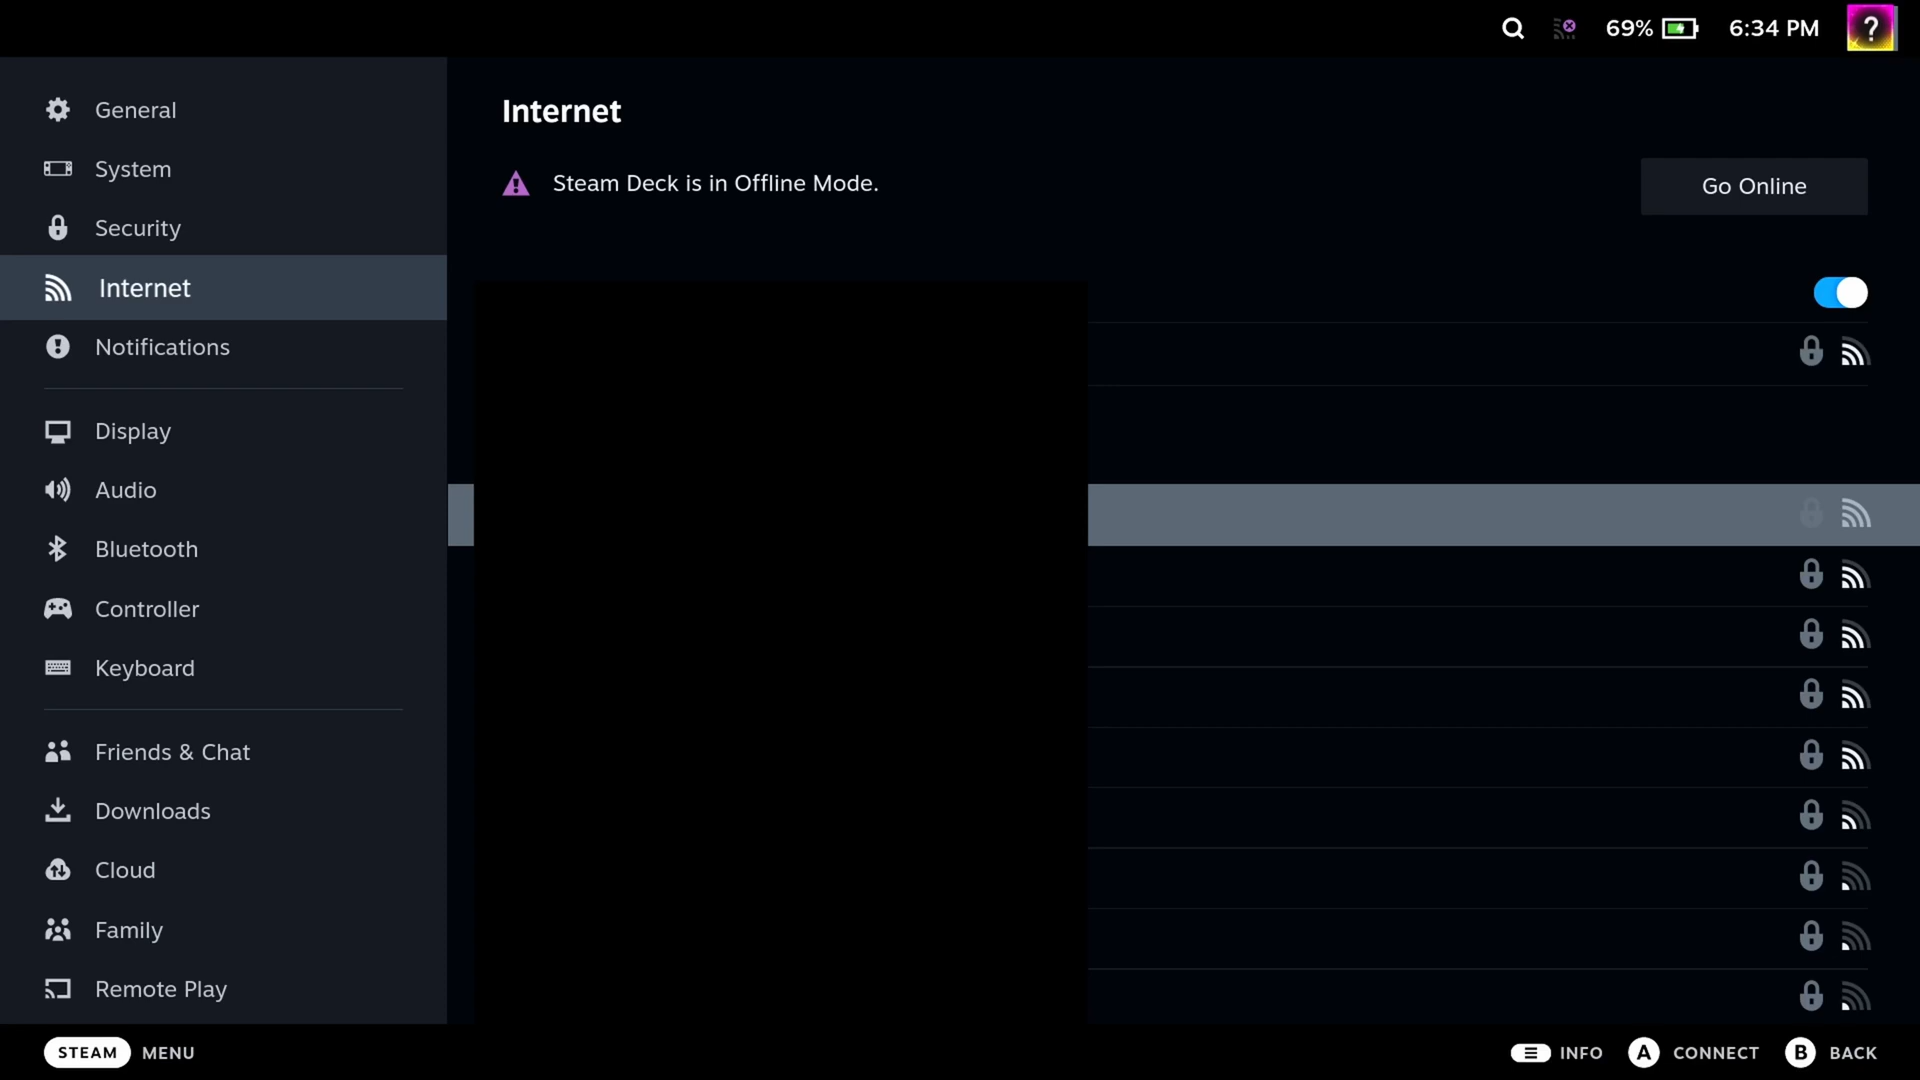 69% 6:34 PM ?
General
System
Security
Internet
Notifications
Display
Audio
Bluetooth
Controller
Keyboard
Friends & Chat
Downloads
Cloud
Family
Remote Play
Internet
Steam Deck is in Offline Mode.
Go Online
STEAM MENU
INFO A CONNECT B BACK